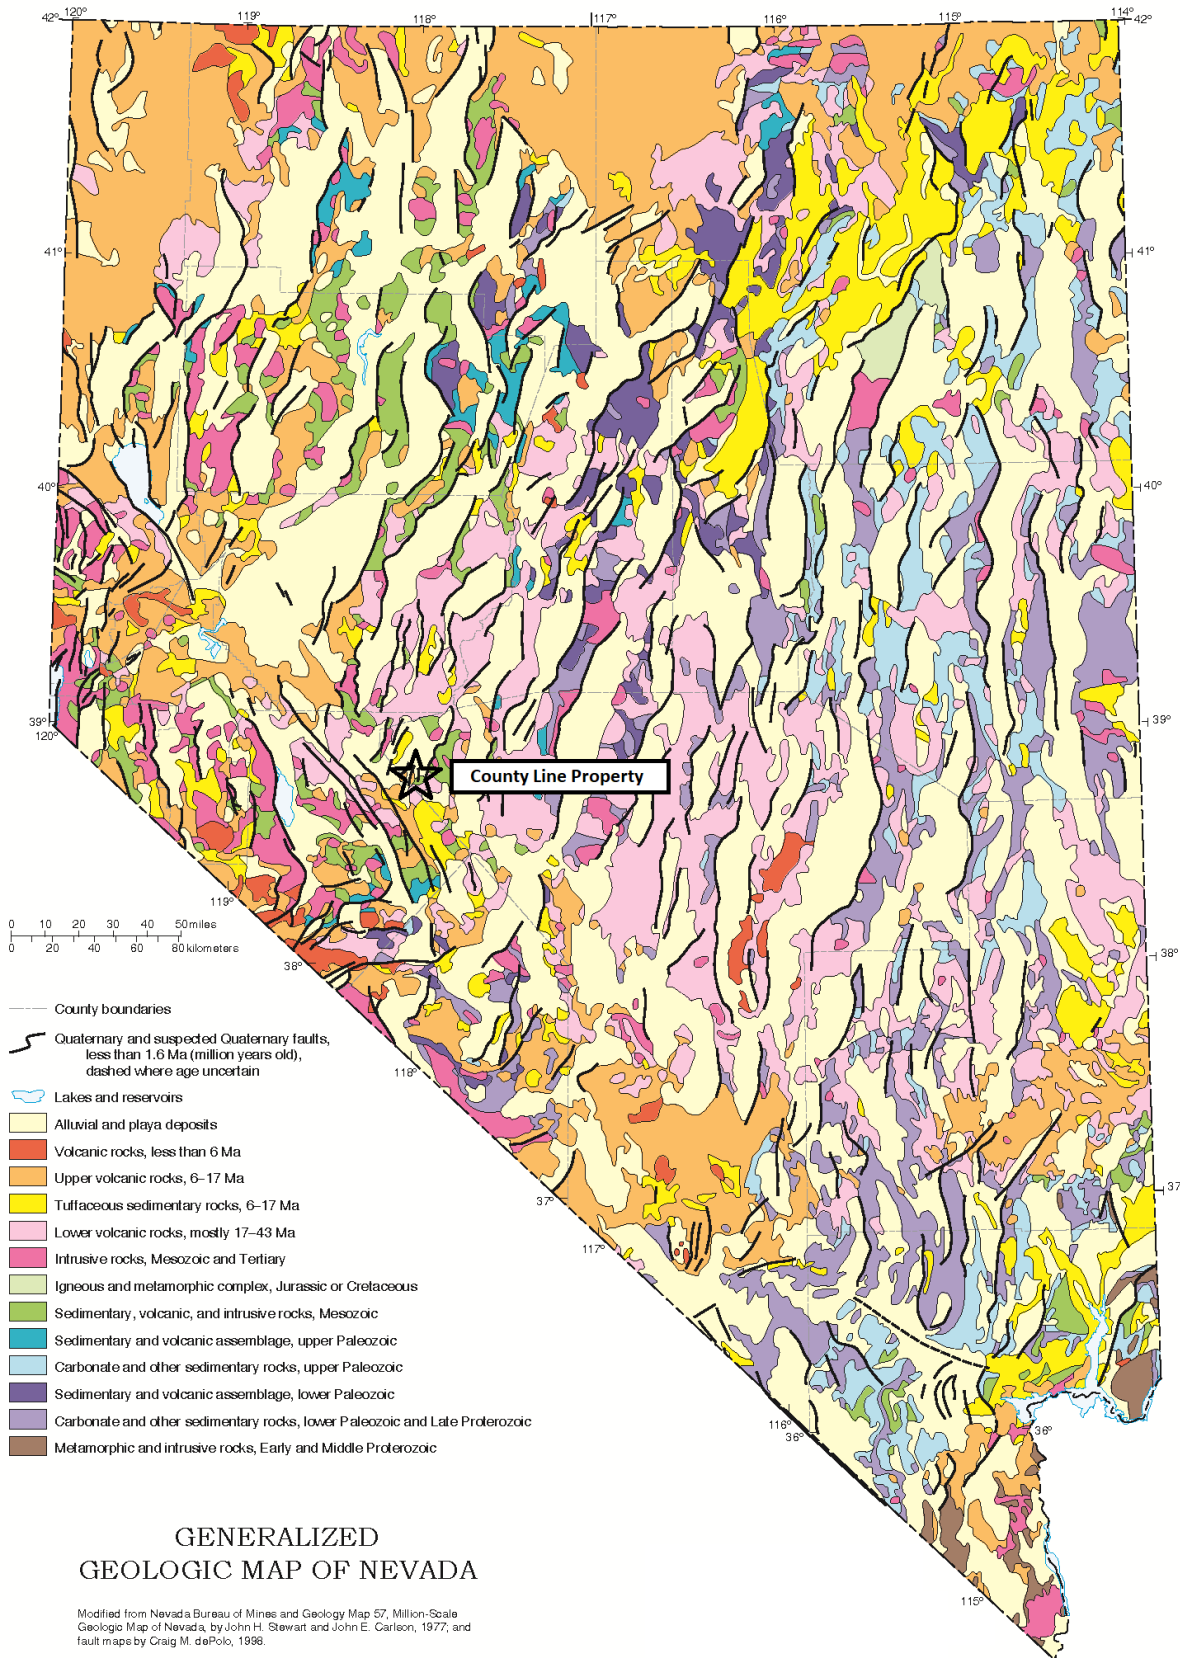 42° 120° 119° 118° 117° 116° 115° 114° 42°
41° 41°
40° 40°
39° 39°
120°
County Line Property
119°
0 10 20 30 40 50 miles
0 20 40 60 80 kilometers
38° 38°
County boundaries
Quaternary and suspected Quaternary faults,
less than 1.6 Ma (million years old),
dashed where age uncertain
118°
Lakes and reservoirs
Alluvial and playa deposits
Volcanic rocks, less than 6 Ma
Upper volcanic rocks, 6–17 Ma
37° 37
Tuffaceous sedimentary rocks, 6–17 Ma
Lower volcanic rocks, mostly 17–43 Ma
117°
Intrusive rocks, Mesozoic and Tertiary
Igneous and metamorphic complex, Jurassic or Cretaceous
Sedimentary, volcanic, and intrusive rocks, Mesozoic
Sedimentary and volcanic assemblage, upper Paleozoic
Carbonate and other sedimentary rocks, upper Paleozoic
Sedimentary and volcanic assemblage, lower Paleozoic
Carbonate and other sedimentary rocks, lower Paleozoic and Late Proterozoic
116°
36° 36°
Metamorphic and intrusive rocks, Early and Middle Proterozoic
GENERALIZED
GEOLOGIC MAP OF NEVADA
115°
Modified from Nevada Bureau of Mines and Geology Map 57, Million-Scale
Geologic Map of Nevada, by John H. Stewart and John E. Carlson, 1977; and
fault maps by Craig M. dePolo, 1998.